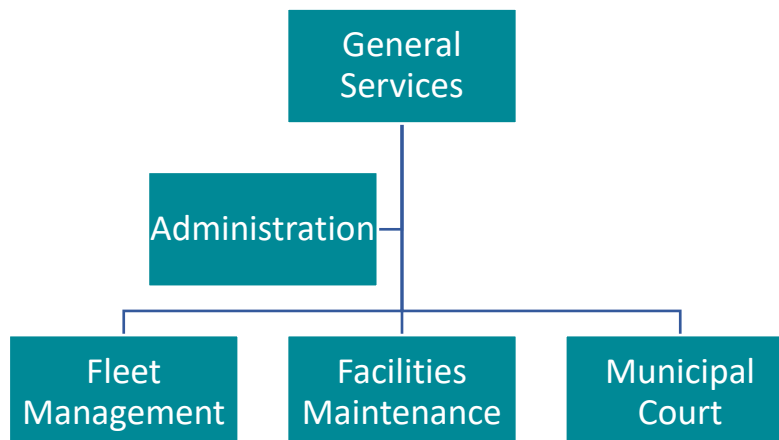 General
Services
Administration
Fleet
Management
Facilities
Maintenance
Municipal
Court